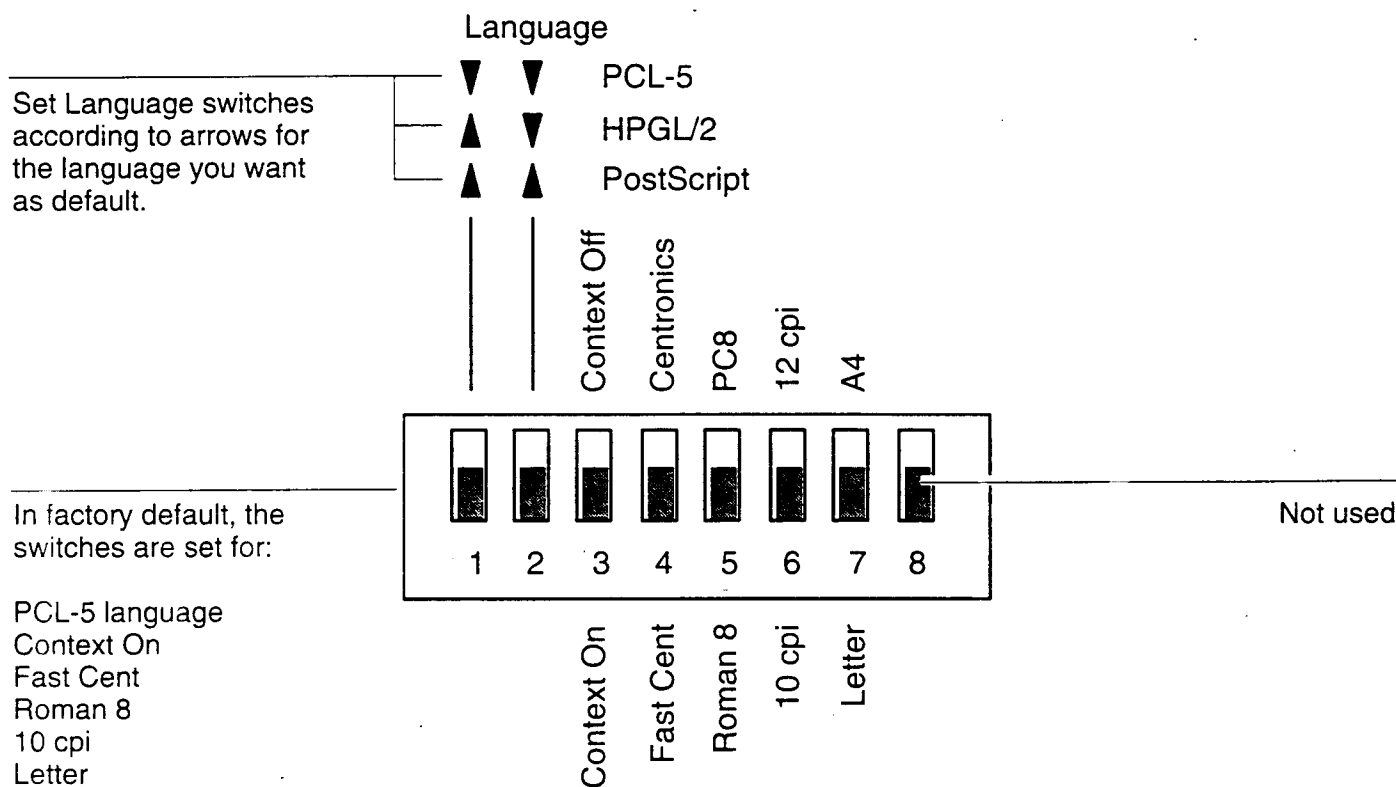 Language
PCL-5
HPGL/2
PostScript
Set Language switches
according to arrows for
the language you want
as default.
Context Off
Centronics
PC8
12 cpi
A4
In factory default, the
switches are set for:
PCL-5 language
Context On
Fast Cent
Roman 8
10 cpi
Letter
Not used
1 2 3 4 5 6 7 8
Context On
Fast Cent
Roman 8
10 cpi
Letter